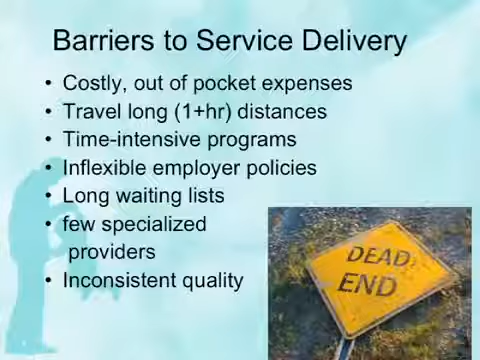 Barriers to Service Delivery
• Costly, out of pocket expenses
• Travel long (1+hr) distances
• Time-intensive programs
• Inflexible employer policies
• Long waiting lists
• few specialized
providers
• Inconsistent quality
DEAD
END